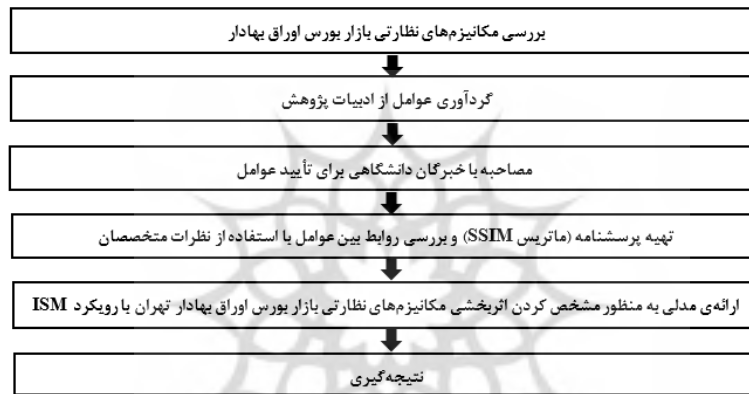 بررسی مکانیزم‌های نظارتی بازار بورس اوراق بهادار
گردآوری عوامل از ادبیات پژوهش
مصاحبه با خبرگان دانشگاهی برای تأیید عوامل
تهیه پرسشنامه (ماتریس SSIM) و بررسی روابط بین عوامل با استفاده از نظرات متخصصان
ارائه‌ی مدلی به منظور مشخص کردن اثربخشی مکانیزم‌های نظارتی بازار بورس اوراق بهادار تهران با رویکرد ISM
نتیجه‌گیری